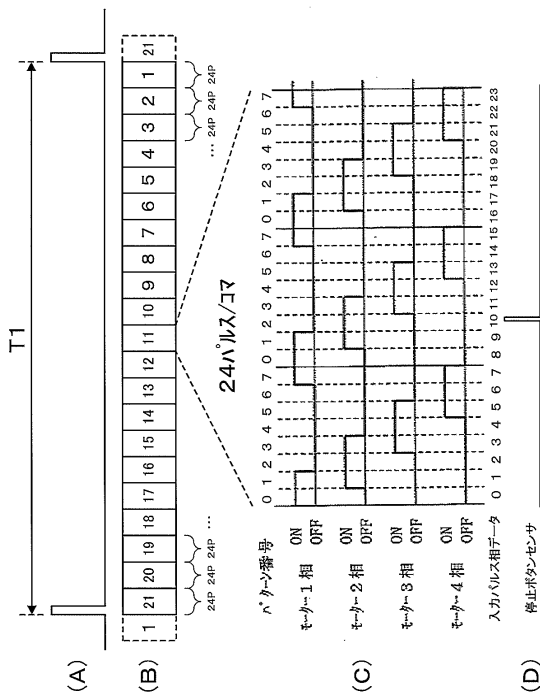 T1
(A)
(B)
1 21 20 19 18 17 16 15 14 13 12 11 10 9 8 7 6 5 4 3 2 1 21
24P 24P 24P … … 24P 24P 24P
24パルス/コマ
(C)
パターン番号 0 1 2 3 4 5 6 7 0 1 2 3 4 5 6 7 0 1 2 3 4 5 6 7
モーター1相 ON
OFF
モーター2相 ON
OFF
モーター3相 ON
OFF
モーター4相 ON
OFF
入力パルス相データ 0 1 2 3 4 5 6 7 8 9 10 11 12 13 14 15 16 17 18 19 20 21 22 23
(D)
停止ボタンセンサ